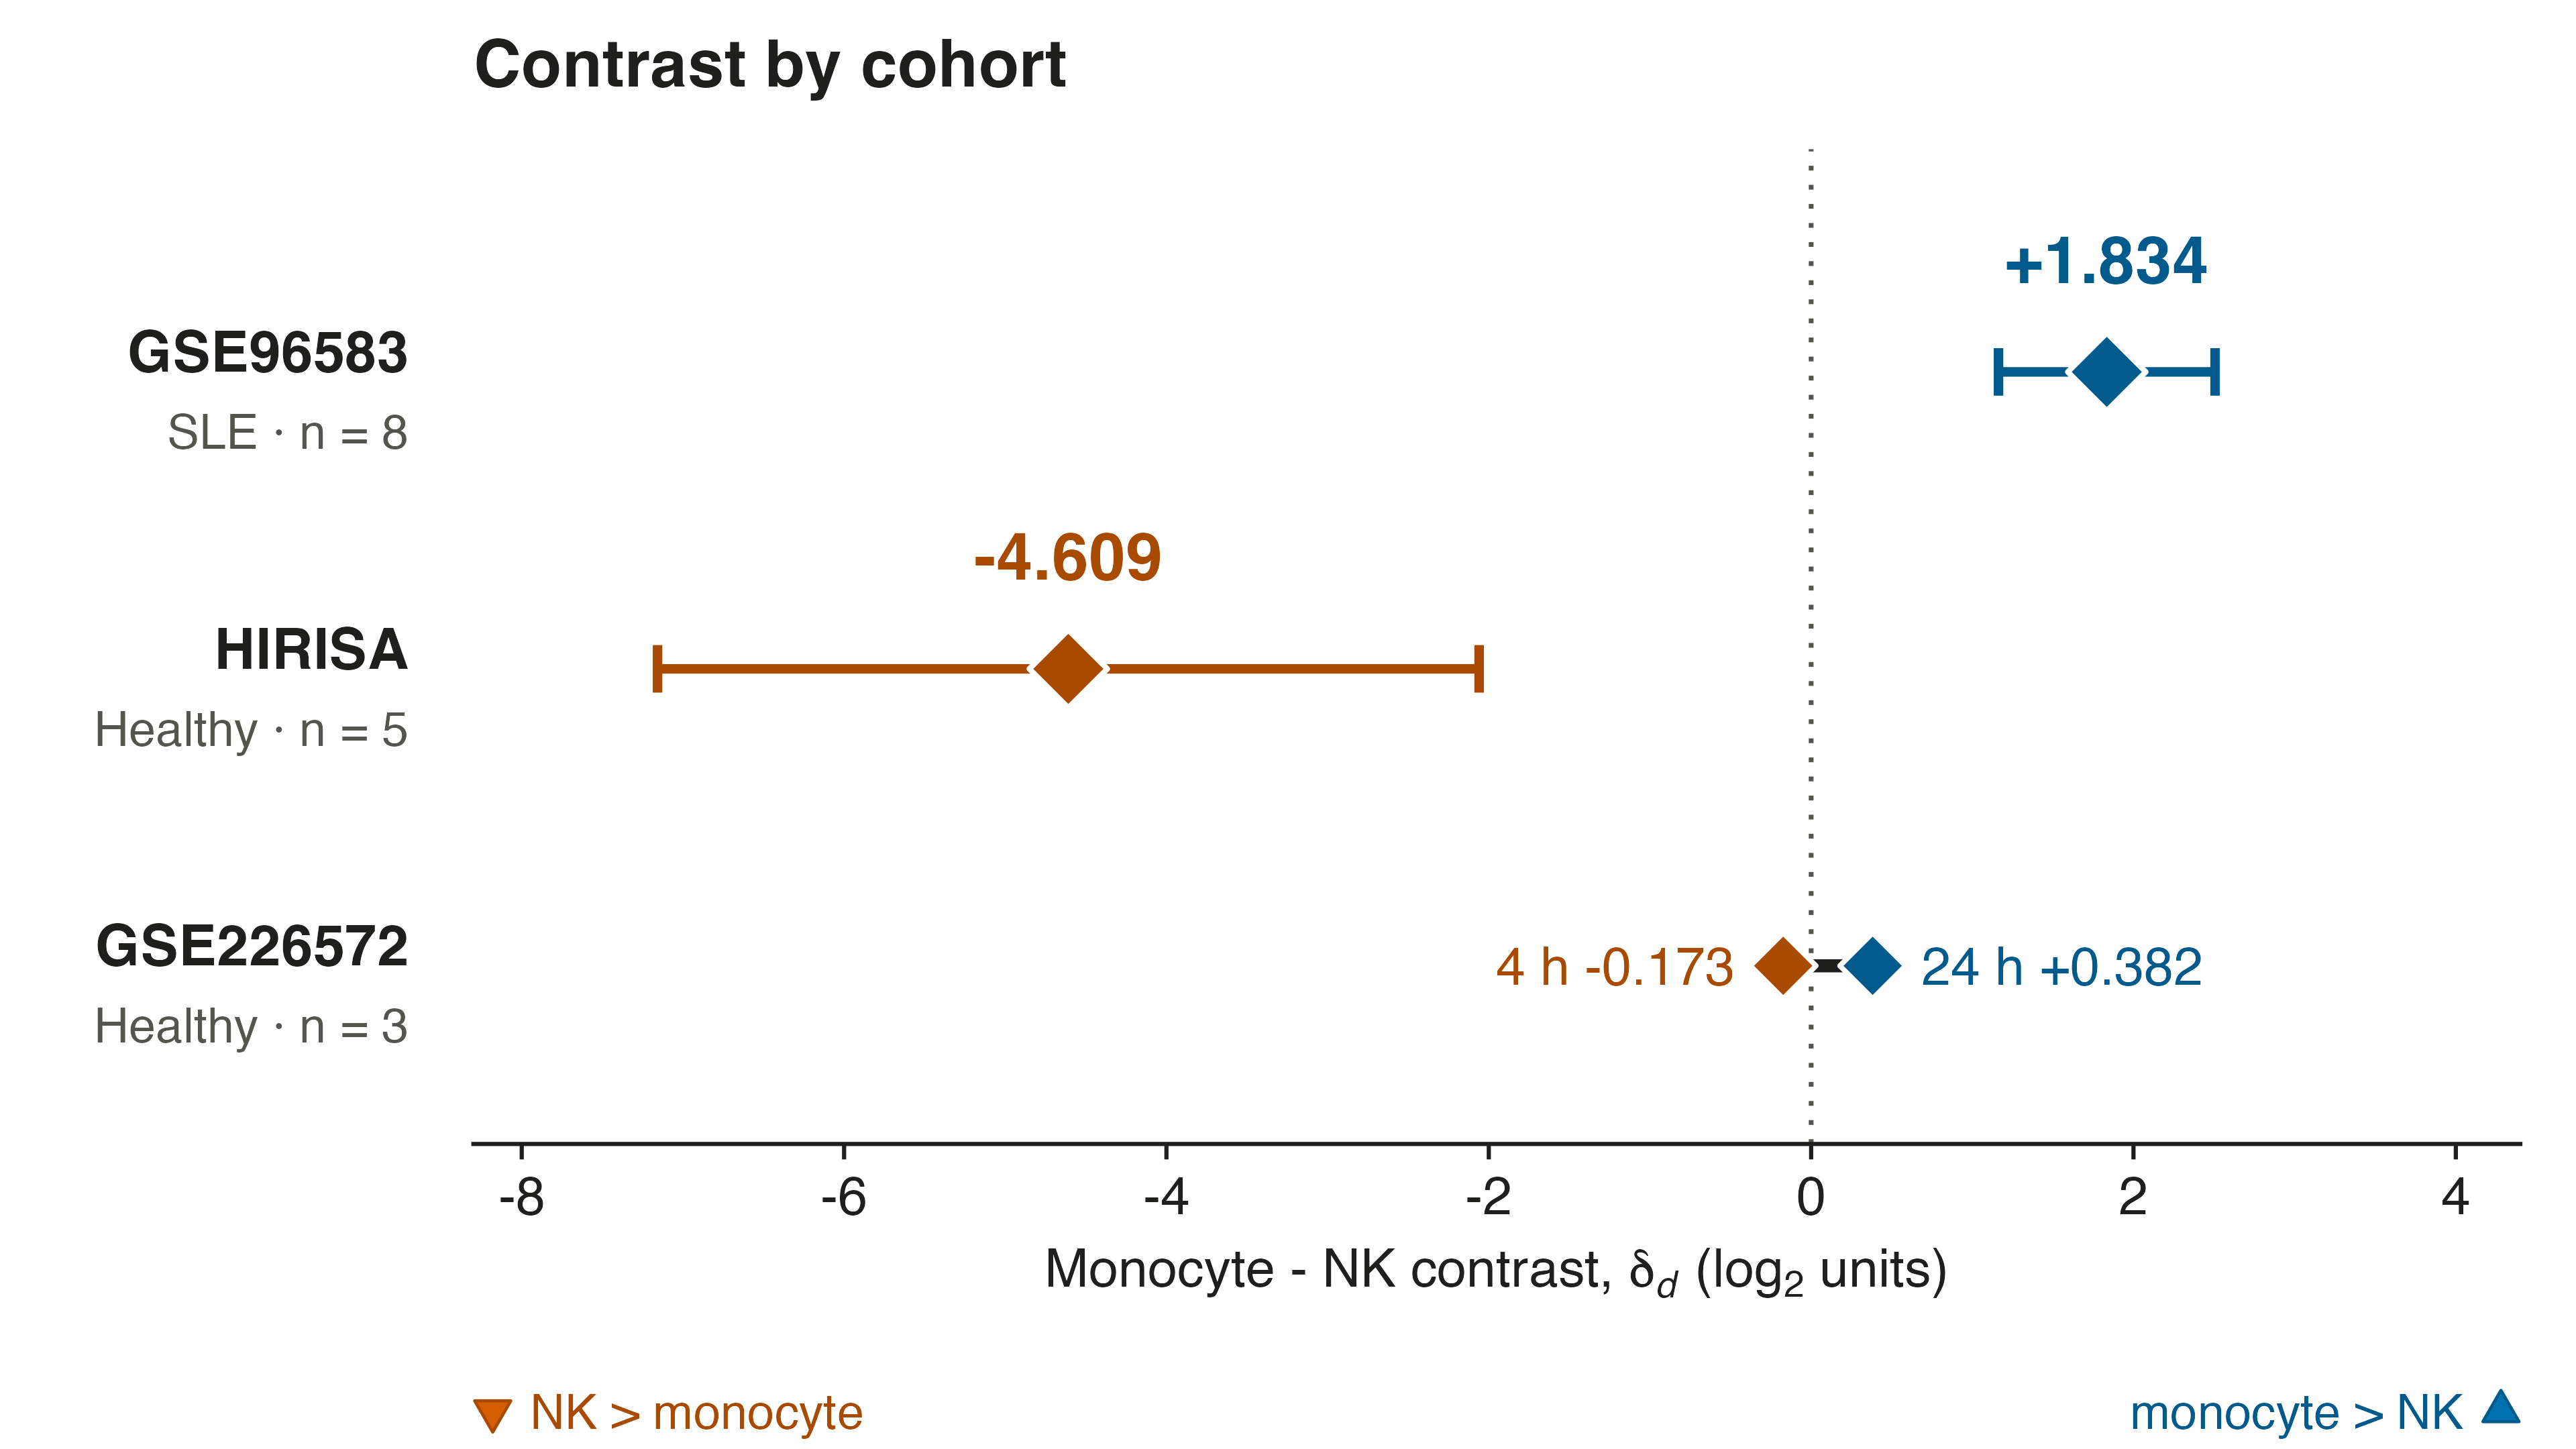 Contrast by cohort
+1.834
GSE96583
SLE · n = 8
-4.609
HIRISA
Healthy · n = 5
GSE226572
4 h -0.173
24 h +0.382
Healthy · n = 3
-8 -6 -4 -2 0 2 4
Monocyte - NK contrast, δd (log2 units)
NK > monocyte
monocyte > NK